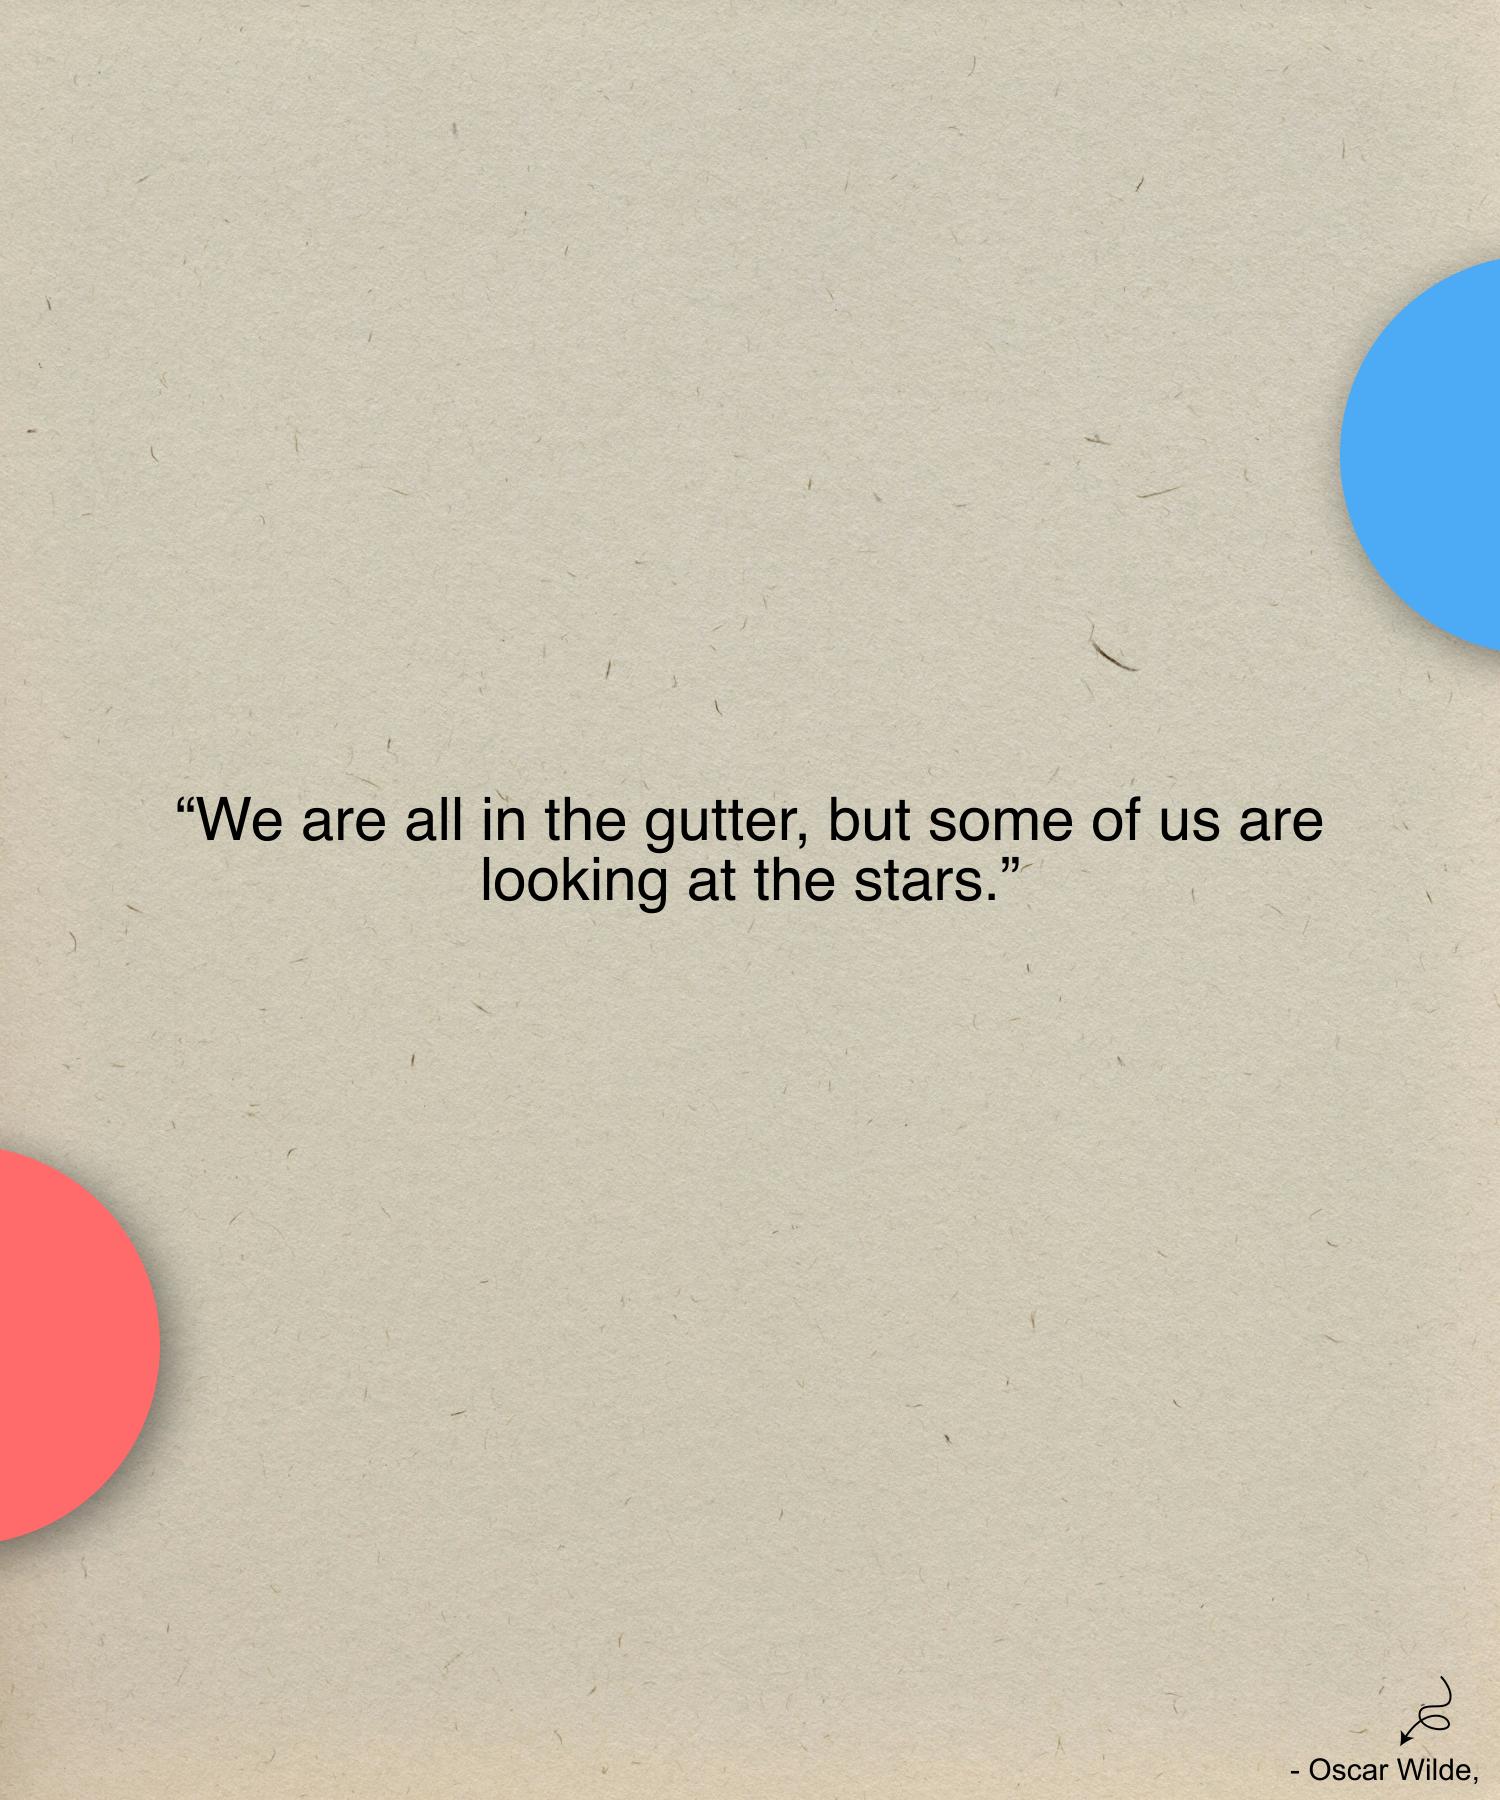 “We are all in the gutter, but some of us are
looking at the stars.”
- Oscar Wilde,